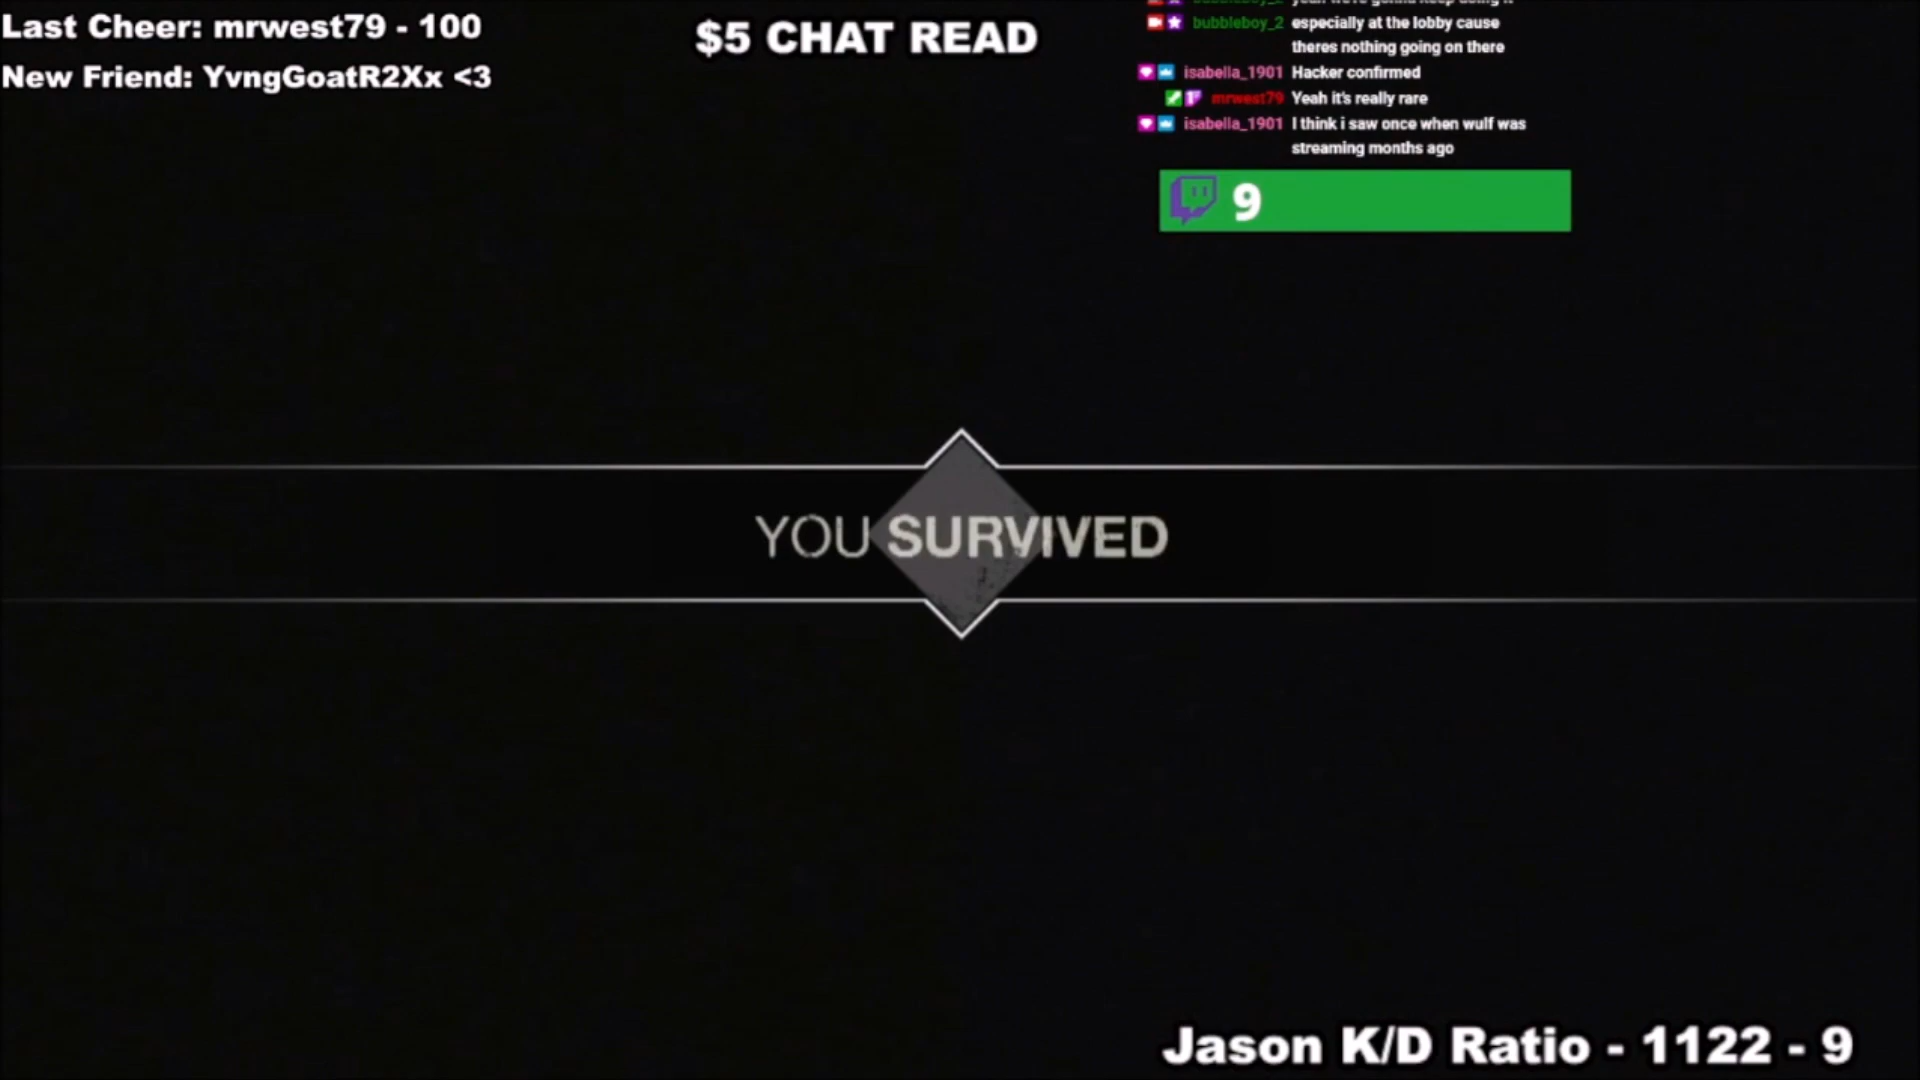 Last Cheer: mrwest79 - 100
New Friend: YvngGoatR2Xx <3
$5 CHAT READ
bubbleboy_2 especially at the lobby cause
theres nothing going on there
isabella_1901 Hacker confirmed
mrwest79 Yeah it's really rare
isabella_1901 I think i saw once when wulf was
streaming months ago
9
YOU SURVIVED
Jason K/D Ratio - 1122 - 9